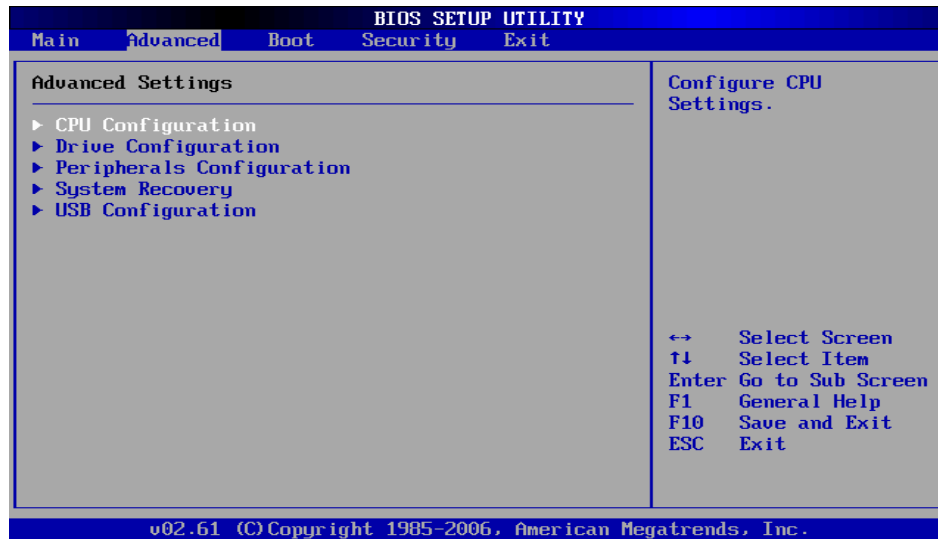 BIOS SETUP UTILITY
Main Advanced Boot Security Exit
Advanced Settings
► CPU Configuration
► Drive Configuration
► Peripherals Configuration
► System Recovery
► USB Configuration
Configure CPU
Settings.
↔ Select Screen
↑↓ Select Item
Enter Go to Sub Screen
F1 General Help
F10 Save and Exit
ESC Exit
v02.61 (C)Copyright 1985-2006, American Megatrends, Inc.